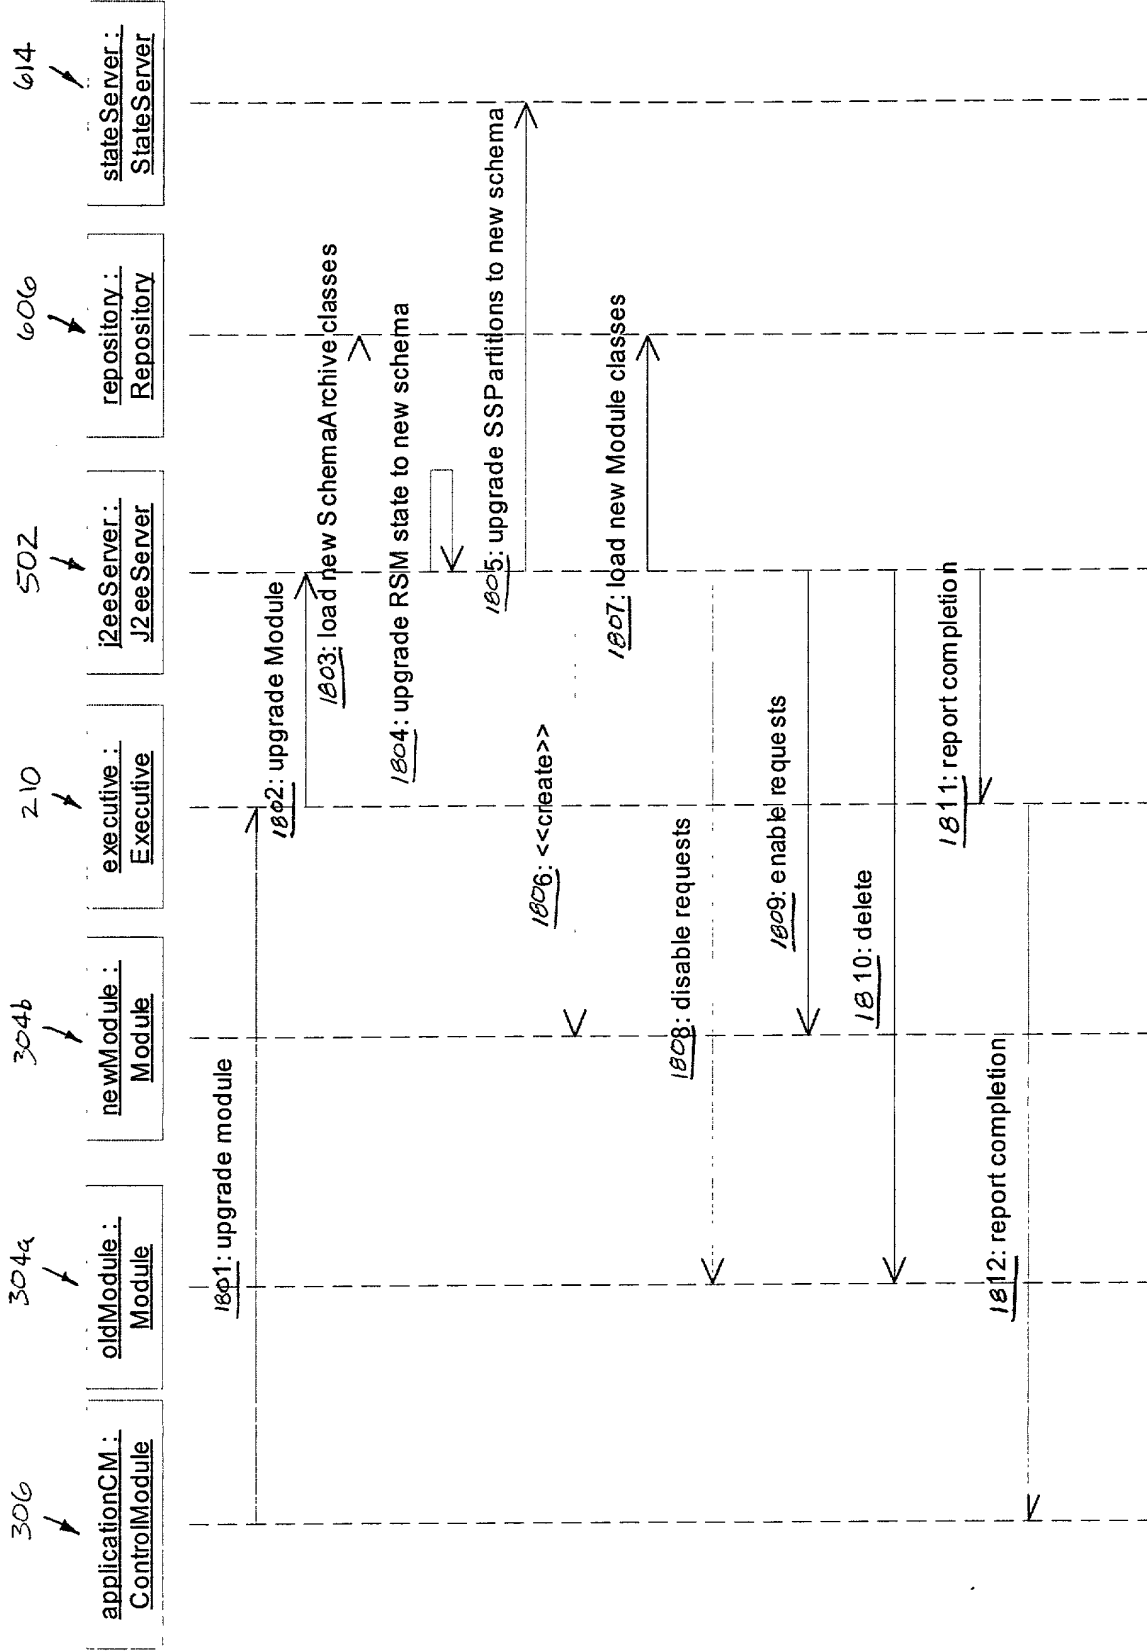 306
304a
304b
210
502
606
614
applicationCM :
ControlModule
oldModule :
Module
newModule :
Module
executive :
Executive
j2eeServer :
J2eeServer
repository :
Repository
stateServer :
StateServer
1801: upgrade module
1802: upgrade Module
1803: load new SchemaArchive classes
1804: upgrade RSM state to new schema
1805: upgrade SSPartitions to new schema
1806: <<create>>
1807: load new Module classes
1808: disable requests
1809: enable requests
1810: delete
1811: report completion
1812: report completion